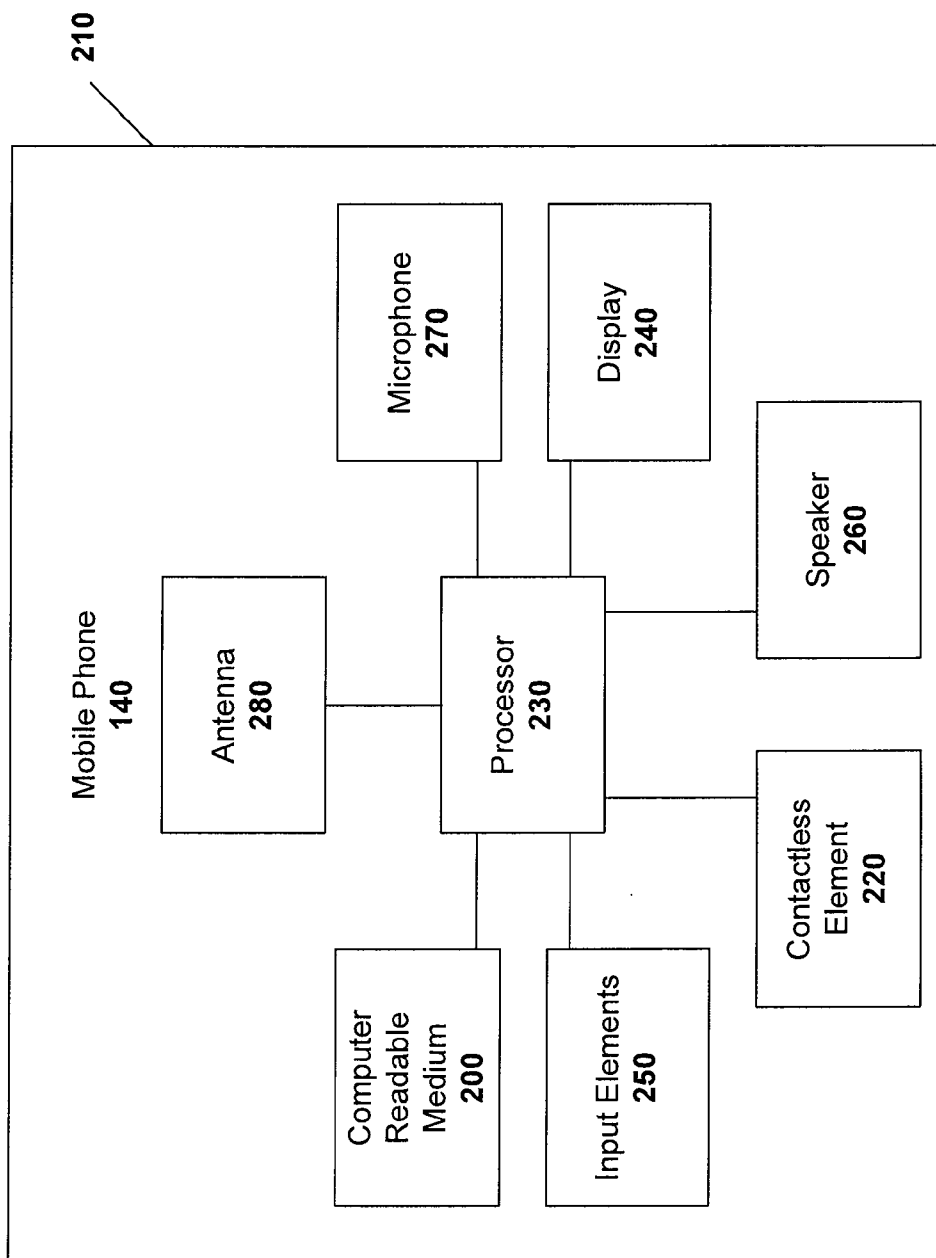 210
Mobile Phone
140
Antenna
280
Computer
Readable
Medium
200
Processor
230
Microphone
270
Input Elements
250
Display
240
Contactless
Element
220
Speaker
260